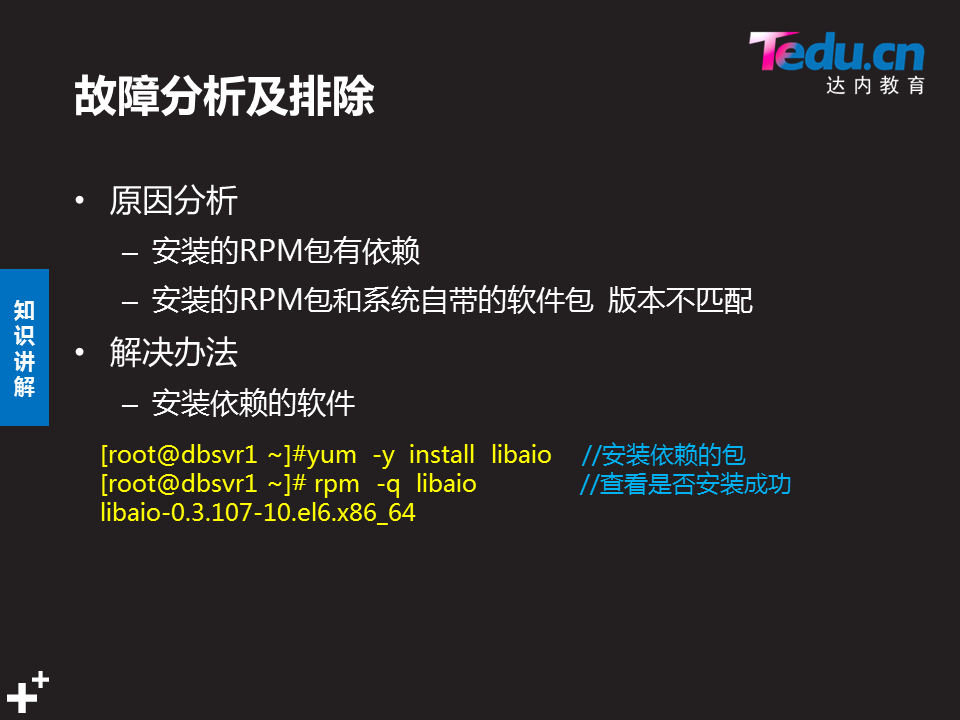 Tedu.cn
达内教育
故障分析及排除
• 原因分析
– 安装的RPM包有依赖
– 安装的RPM包和系统自带的软件包 版本不匹配
• 解决办法
– 安装依赖的软件
[root@dbsvr1 ~]#yum -y install libaio //安装依赖的包
[root@dbsvr1 ~]# rpm -q libaio //查看是否安装成功
libaio-0.3.107-10.el6.x86_64
知
识
讲
解